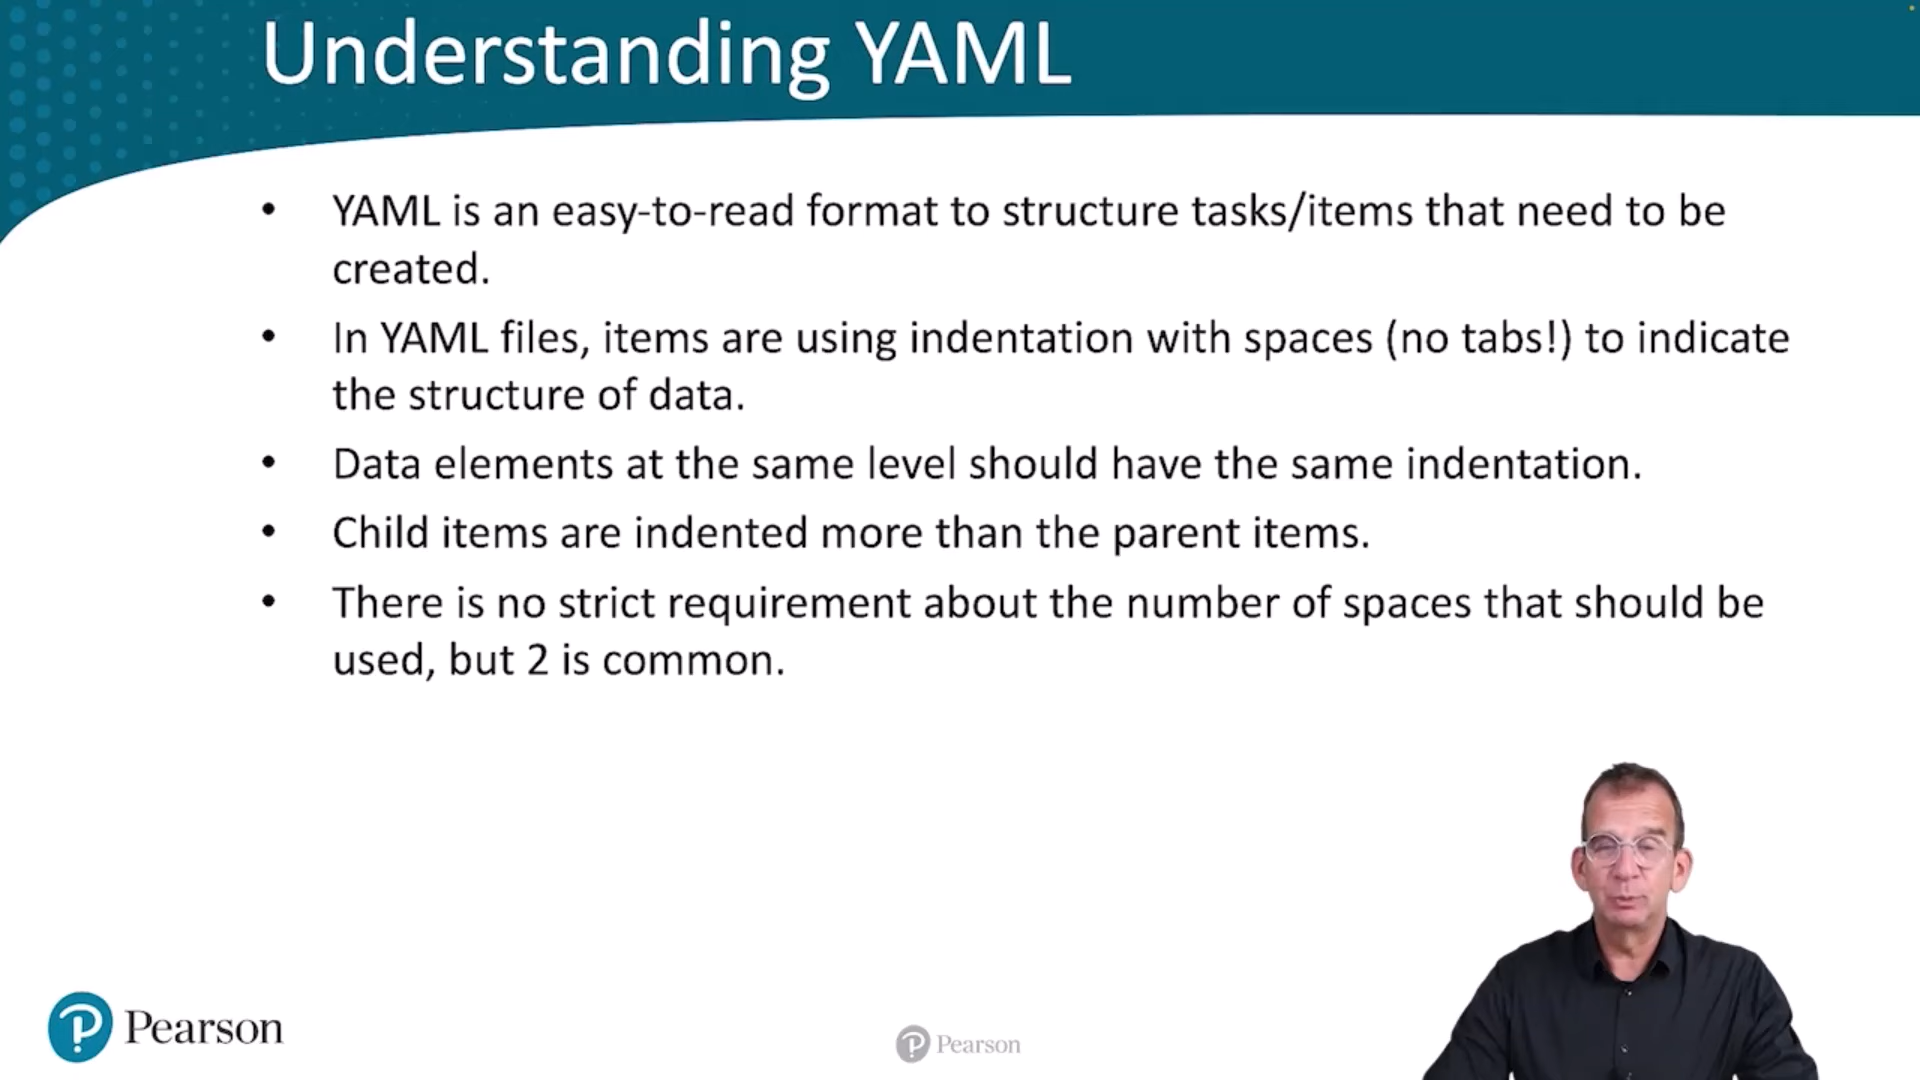 Understanding YAML
• YAML is an easy-to-read format to structure tasks/items that need to be
created.
• In YAML files, items are using indentation with spaces (no tabs!) to indicate
the structure of data.
• Data elements at the same level should have the same indentation.
• Child items are indented more than the parent items.
• There is no strict requirement about the number of spaces that should be
used, but 2 is common.
Pearson
Pearson